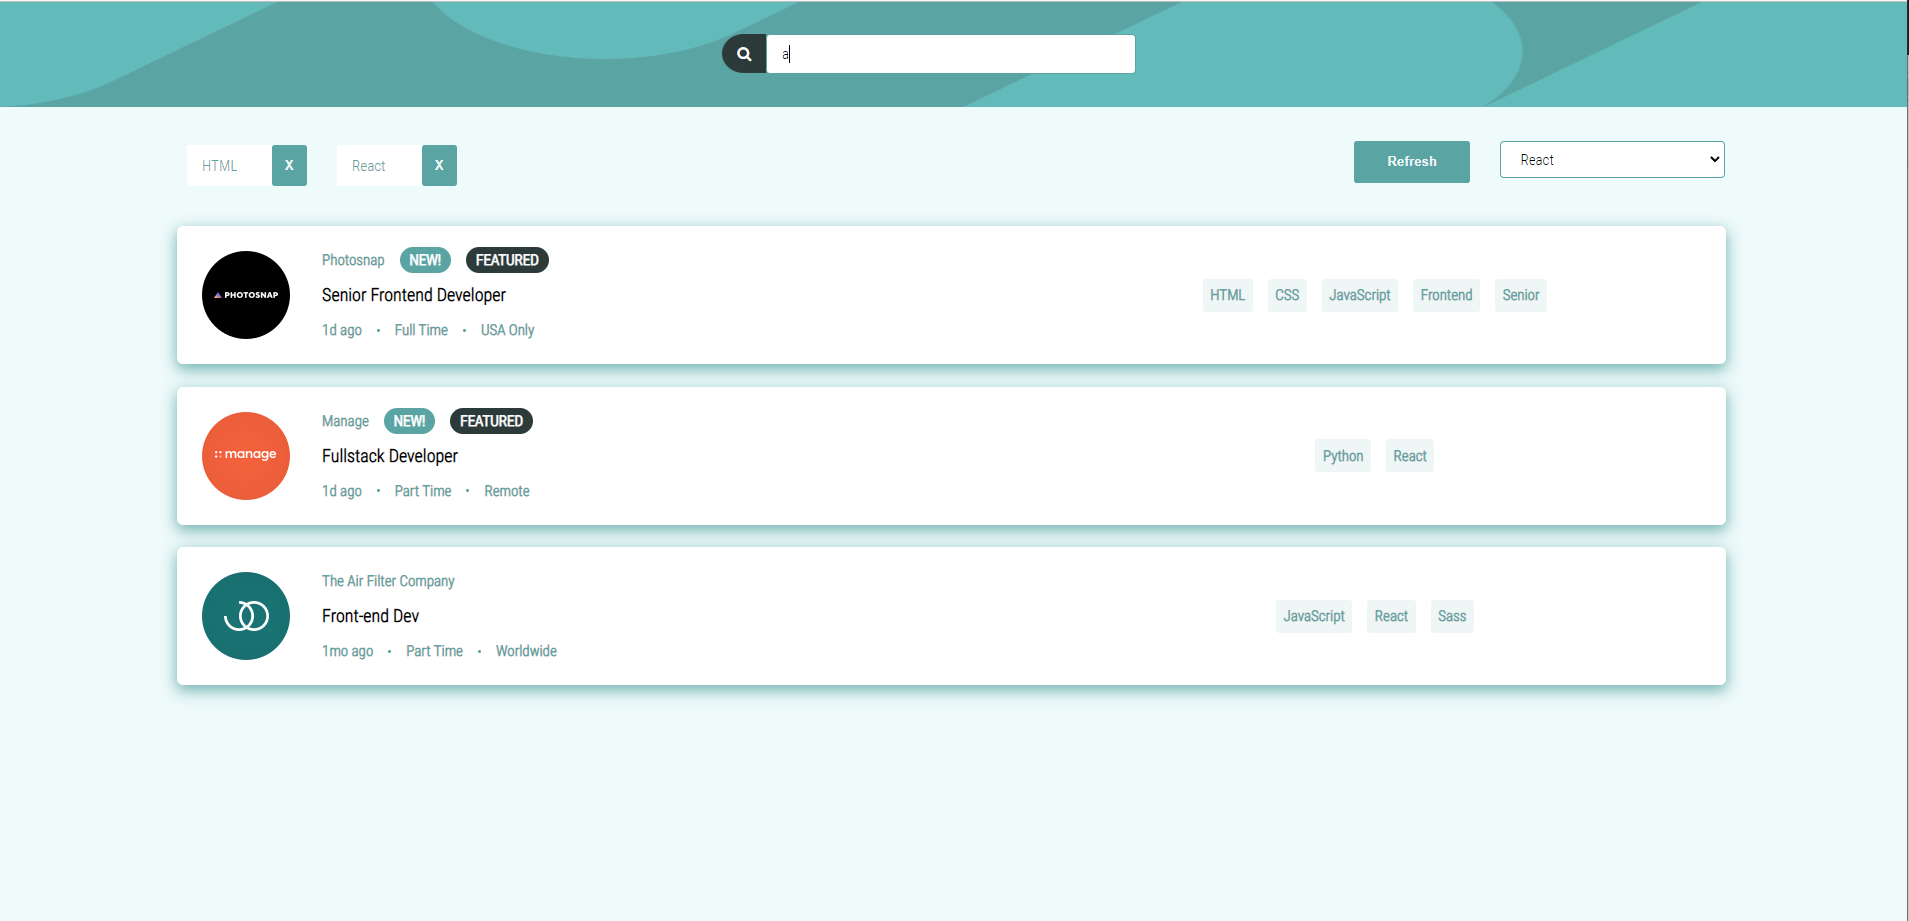 a
HTML X React X Refresh React
Photosnap NEW! FEATURED
PHOTOSNAP
Senior Frontend Developer
1d ago • Full Time • USA Only
HTML CSS JavaScript Frontend Senior
Manage NEW! FEATURED
manage
Fullstack Developer
1d ago • Part Time • Remote
Python React
The Air Filter Company
Front-end Dev
1mo ago • Part Time • Worldwide
JavaScript React Sass